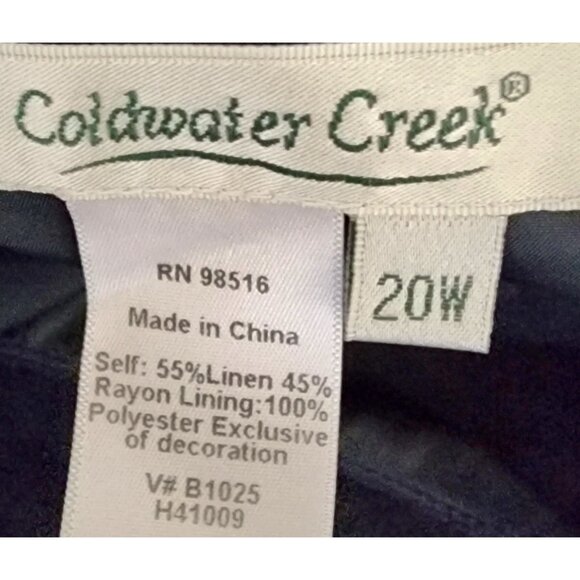 Coldwater Creek®
20W
RN 98516
Made in China
Self: 55%Linen 45%
Rayon Lining:100%
Polyester Exclusive
of decoration
V# B1025
H41009